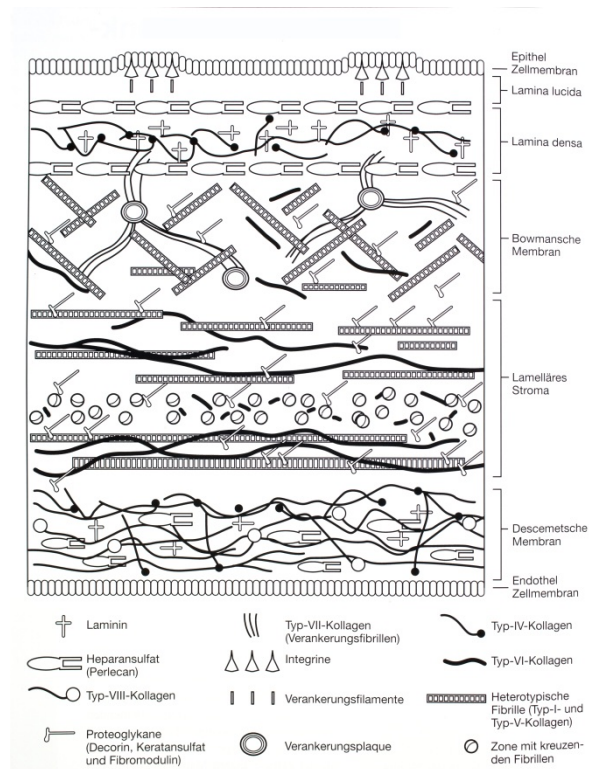 Epithel
Zellmembran
Lamina lucida
Lamina densa
Bowmansche
Membran
Lamelläres
Stroma
Descemetsche
Membran
Endothel
Zellmembran
Laminin
Typ-VII-Kollagen
(Verankerungsfibrillen)
Typ-IV-Kollagen
Heparansulfat
(Perlecan)
Integrine
Typ-VI-Kollagen
Typ-VIII-Kollagen
Verankerungsfilamente
Heterotypische
Fibrille (Typ-I- und
Typ-V-Kollagen)
Proteoglykane
(Decorin, Keratansulfat
und Fibromodulin)
Verankerungsplaque
Zone mit kreuzen-
den Fibrillen